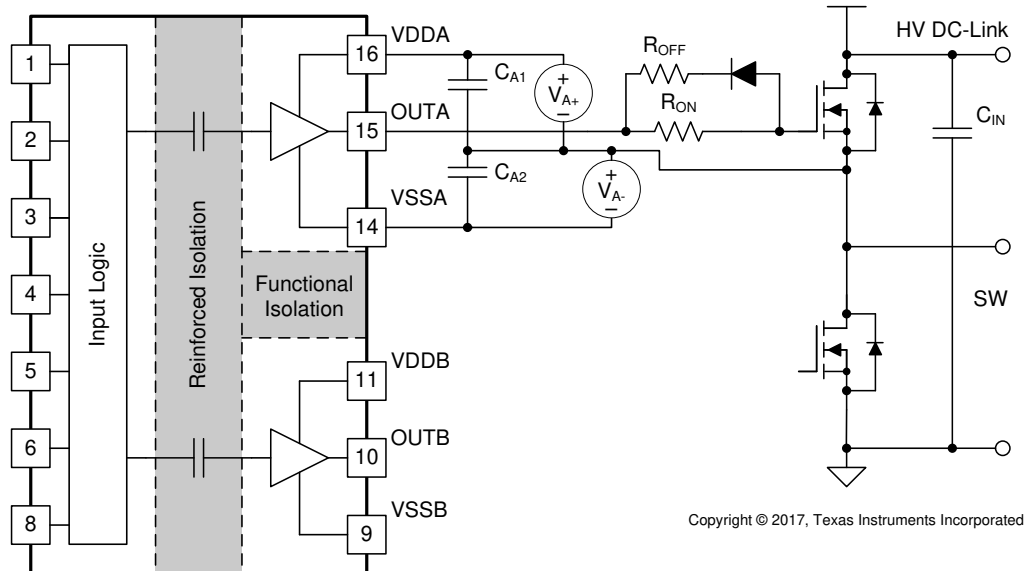 1
2
3
4
5
6
8
Input Logic
Reinforced Isolation
Functional
Isolation
16
15
14
11
10
9
VDDA
OUTA
VSSA
VDDB
OUTB
VSSB
CA1
CA2
+
VA+
−
+
VA-
−
ROFF
RON
HV DC-Link
CIN
SW
Copyright © 2017, Texas Instruments Incorporated